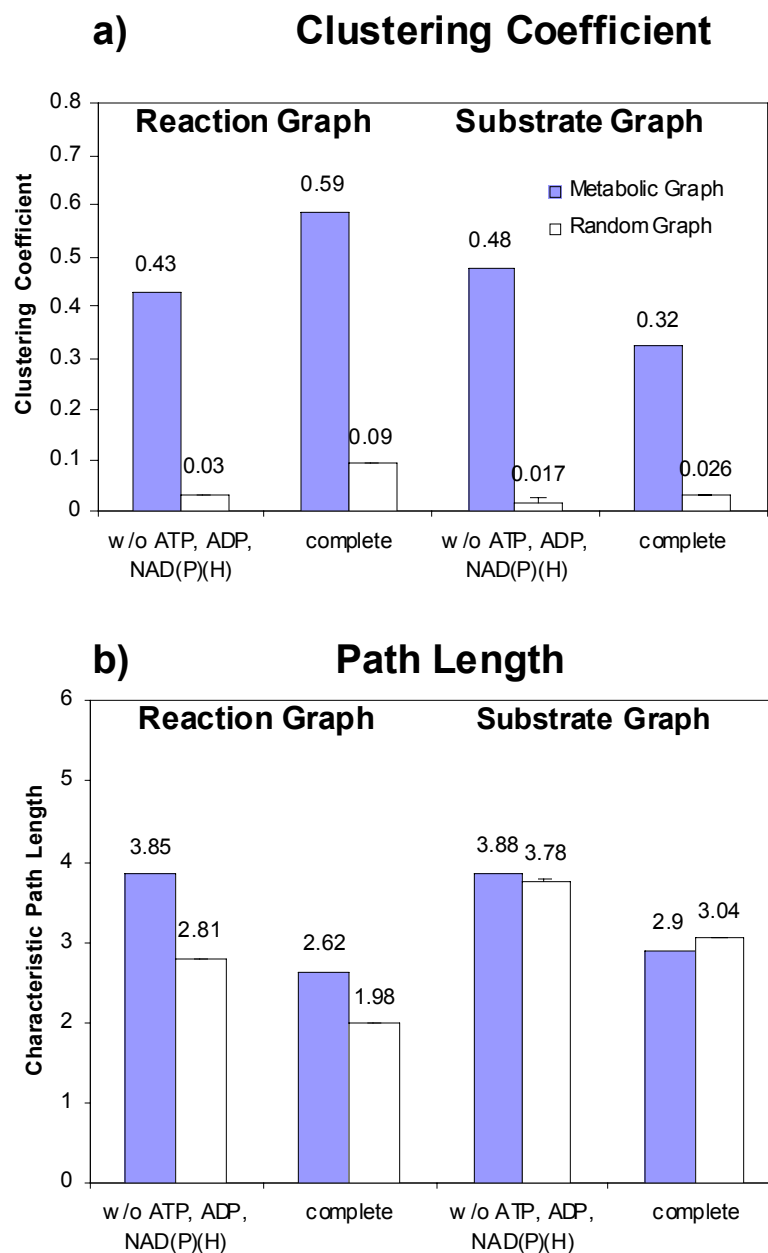 a) Clustering Coefficient
Reaction Graph Substrate Graph
Metabolic Graph
Random Graph
Clustering Coefficient
0.8
0.7
0.6
0.5
0.4
0.3
0.2
0.1
0
0.43
0.03
0.59
0.09
0.48
0.017
0.32
0.026
w/o ATP, ADP,
NAD(P)(H)
complete
w/o ATP, ADP,
NAD(P)(H)
complete
b) Path Length
Reaction Graph Substrate Graph
Characteristic Path Length
6
5
4
3
2
1
0
3.85
2.81
2.62
1.98
3.88
3.78
2.9
3.04
w/o ATP, ADP,
NAD(P)(H)
complete
w/o ATP, ADP,
NAD(P)(H)
complete